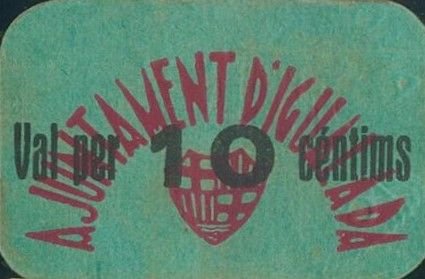 AJUNTAMENT D'IGUALADA
Val per 10 cèntims